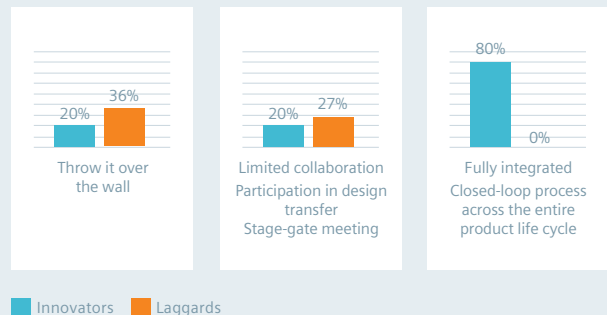 20%
36%
Throw it over
the wall
20%
27%
Limited collaboration
Participation in design
transfer
Stage-gate meeting
80%
0%
Fully integrated
Closed-loop process
across the entire
product life cycle
Innovators
Laggards